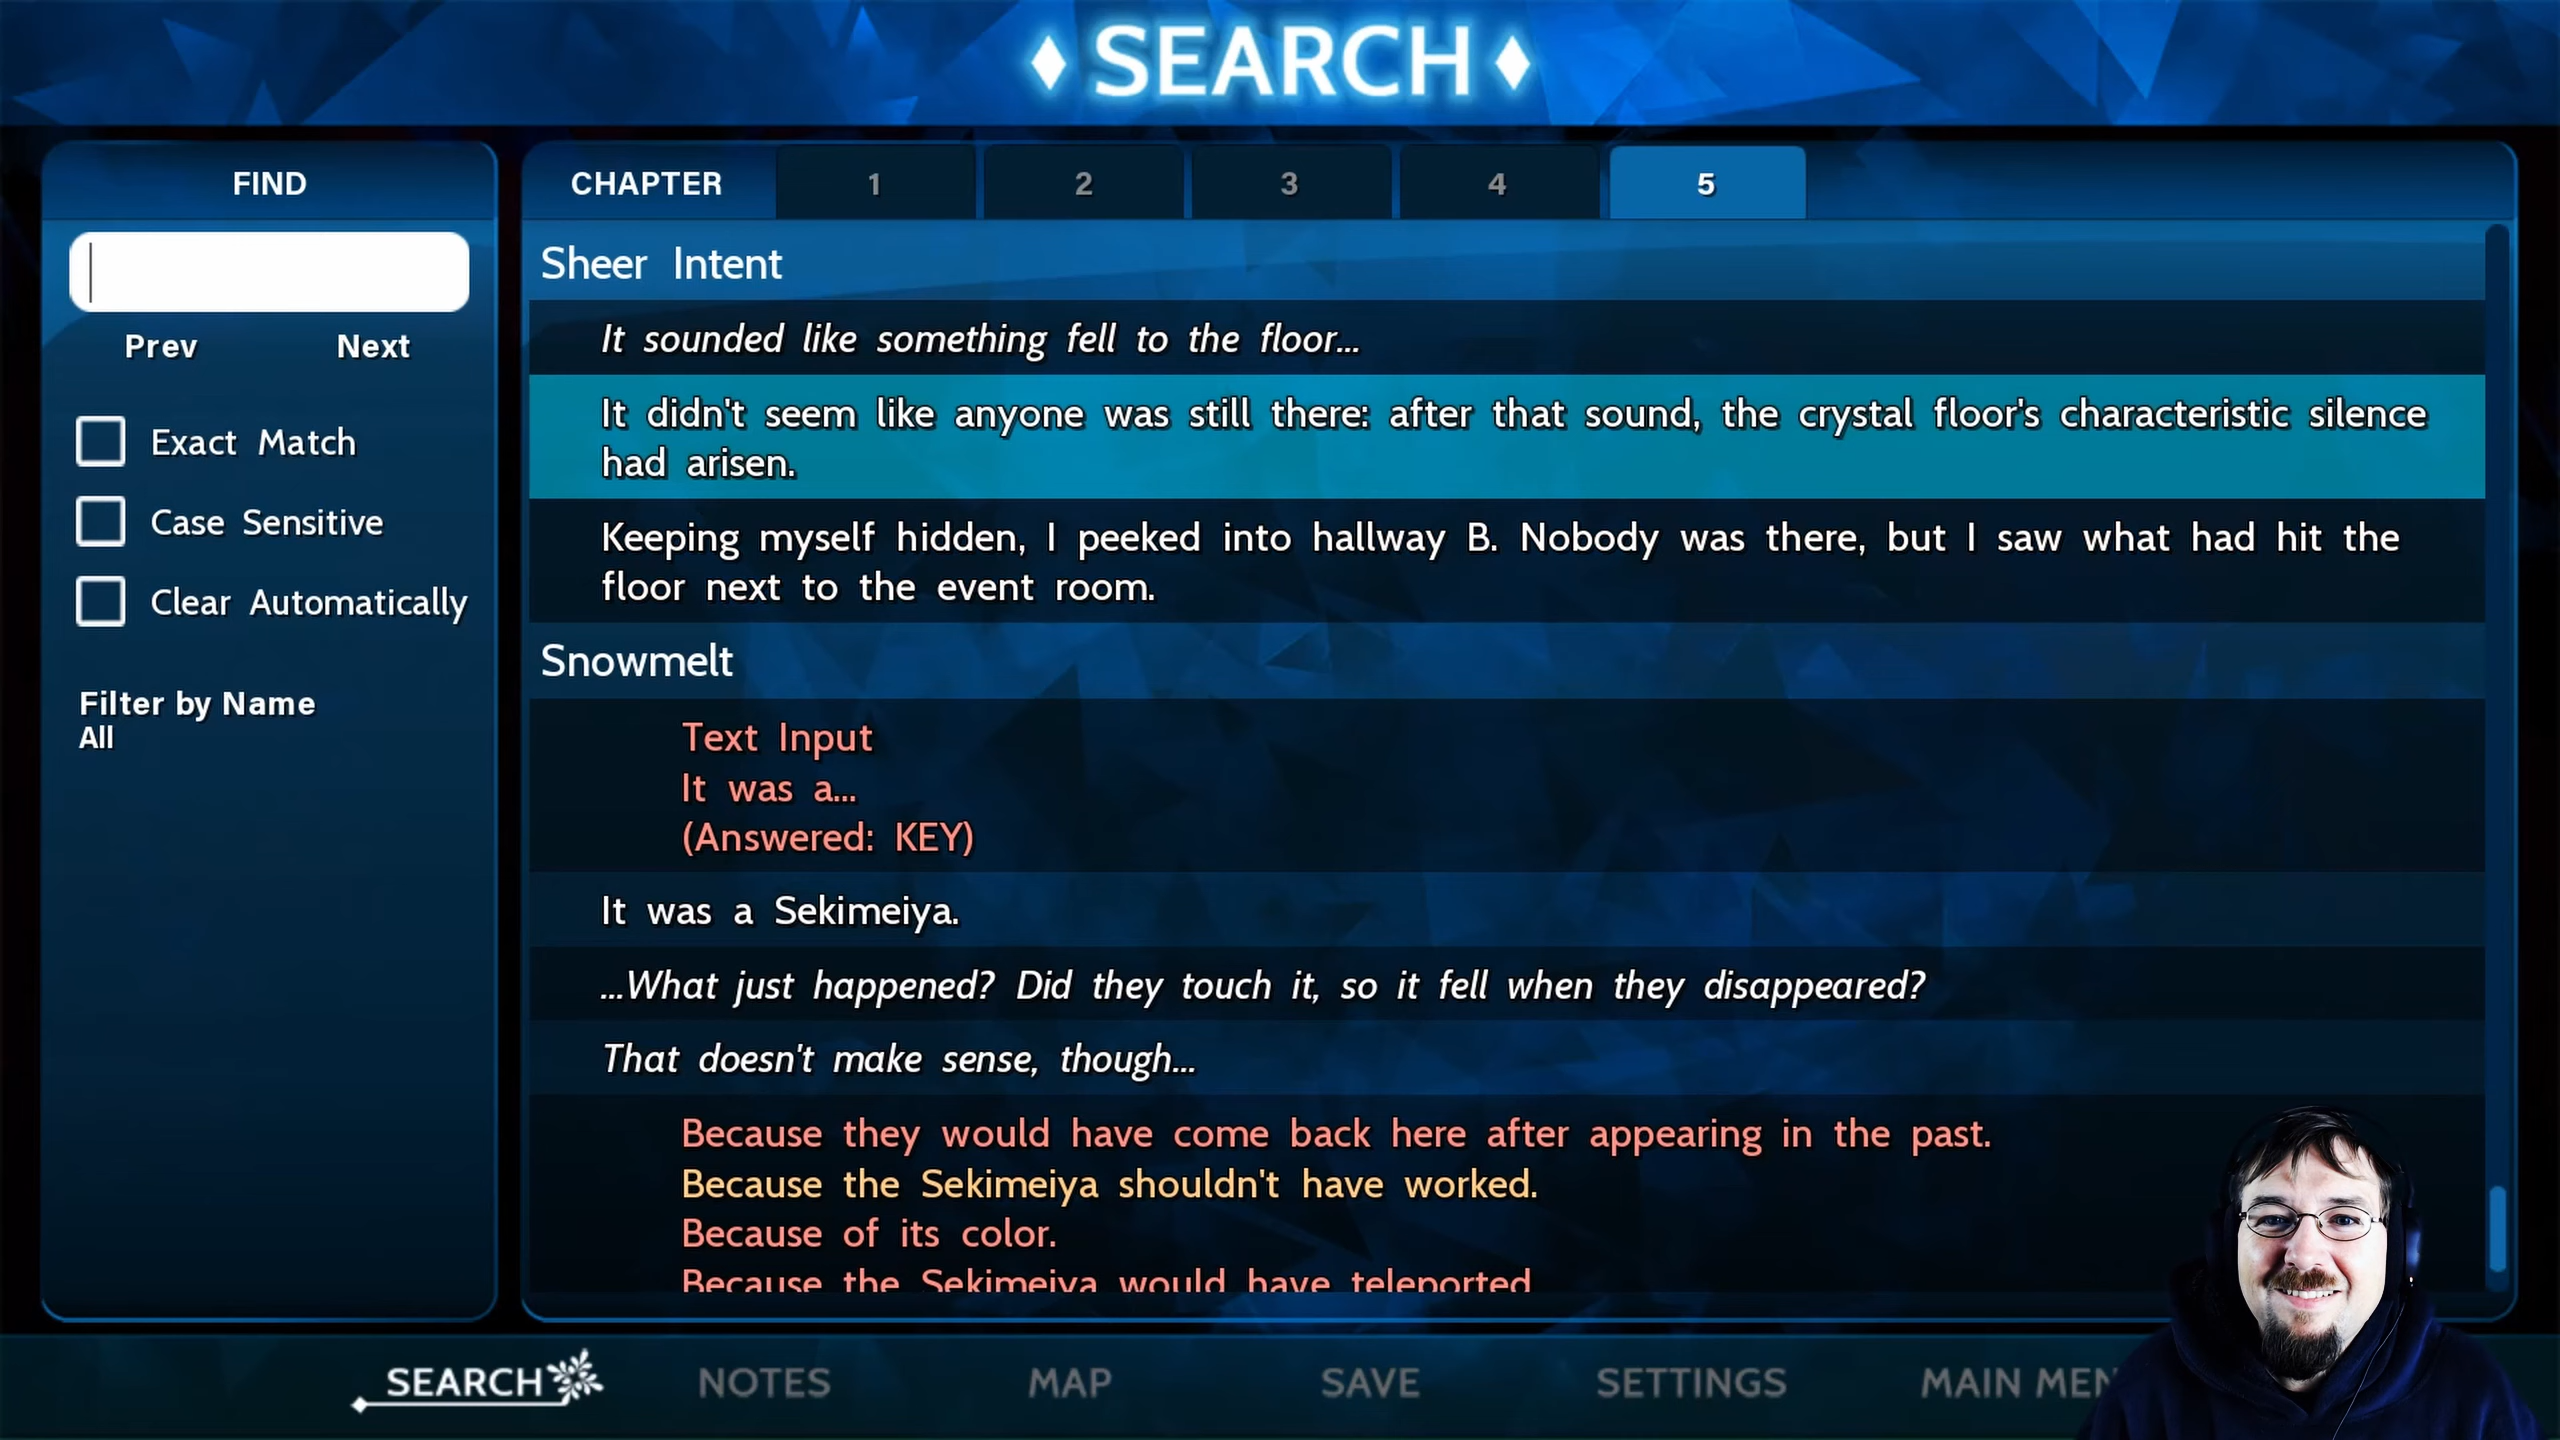 SEARCH
FIND
Prev Next
Exact Match
Case Sensitive
Clear Automatically
Filter by Name
All
CHAPTER 1 2 3 4 5
Sheer Intent
It sounded like something fell to the floor...
It didn't seem like anyone was still there: after that sound, the crystal floor's characteristic silence
had arisen.
Keeping myself hidden, I peeked into hallway B. Nobody was there, but I saw what had hit the
floor next to the event room.
Snowmelt
Text Input
It was a...
(Answered: KEY)
It was a Sekimeiya.
...What just happened? Did they touch it, so it fell when they disappeared?
That doesn't make sense, though...
Because they would have come back here after appearing in the past.
Because the Sekimeiya shouldn't have worked.
Because of its color.
Because the Sekimeiya would have teleported
SEARCH NOTES MAP SAVE SETTINGS MAIN MEN